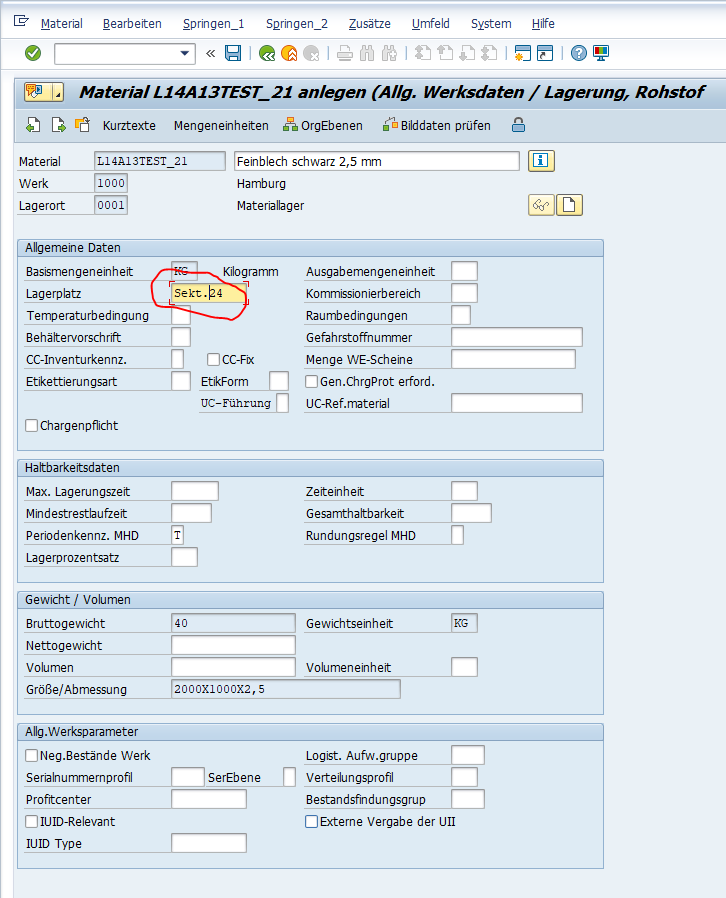 Material Bearbeiten Springen_1 Springen_2 Zusätze Umfeld System Hilfe
Material L14A13TEST_21 anlegen (Allg. Werksdaten / Lagerung, Rohstof
Kurztexte Mengeneinheiten OrgEbenen Bilddaten prüfen
Material L14A13TEST_21 Feinblech schwarz 2,5 mm
Werk 1000 Hamburg
Lagerort 0001 Materiallager
Allgemeine Daten
Basismengeneinheit KG Kilogramm Ausgabemengeneinheit
Lagerplatz Sekt.24 Kommissionierbereich
Temperaturbedingung Raumbedingungen
Behältervorschrift Gefahrstoffnummer
CC-Inventurkennz. CC-Fix Menge WE-Scheine
Etikettierungsart EtikForm Gen.ChrgProt erford.
UC-Führung UC-Ref.material
Chargenpflicht
Haltbarkeitsdaten
Max. Lagerungszeit Zeiteinheit
Mindestrestlaufzeit Gesamthaltbarkeit
Periodenkennz. MHD T Rundungsregel MHD
Lagerprozentsatz
Gewicht / Volumen
Bruttogewicht 40 Gewichtseinheit KG
Nettogewicht
Volumen Volumeneinheit
Größe/Abmessung 2000X1000X2,5
Allg.Werksparameter
Neg.Bestände Werk Logist. Aufw.gruppe
Serialnummernprofil SerEbene Verteilungsprofil
Profitcenter Bestandsfindungsgrup
IUID-Relevant Externe Vergabe der UII
IUID Type